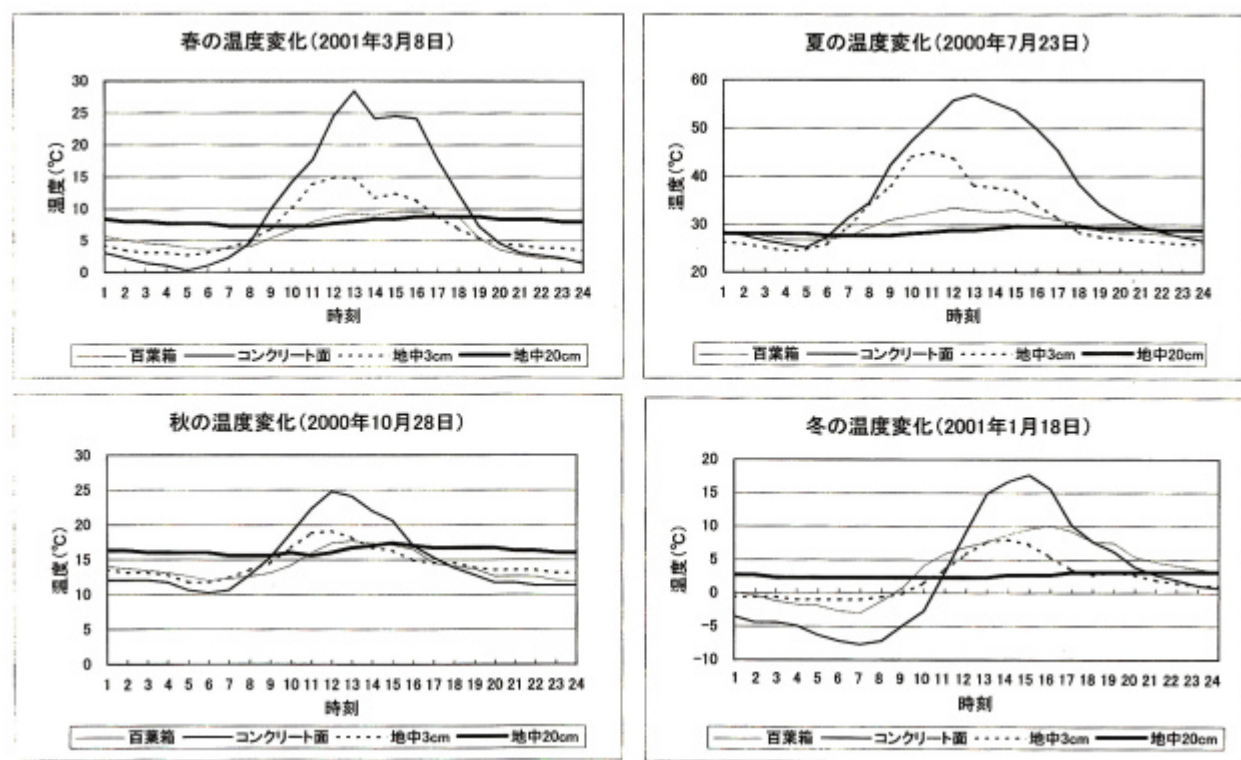 春の温度変化(2001年3月8日)
30
25
20
15
10
5
0
温度(℃)
1 2 3 4 5 6 7 8 9 10 11 12 13 14 15 16 17 18 19 20 21 22 23 24
時刻
百葉箱 コンクリート面 地中3cm 地中20cm
夏の温度変化(2000年7月23日)
60
50
40
30
20
温度(℃)
1 2 3 4 5 6 7 8 9 10 11 12 13 14 15 16 17 18 19 20 21 22 23 24
時刻
百葉箱 コンクリート面 地中3cm 地中20cm
秋の温度変化(2000年10月28日)
30
25
20
15
10
5
0
温度(℃)
1 2 3 4 5 6 7 8 9 10 11 12 13 14 15 16 17 18 19 20 21 22 23 24
時刻
百葉箱 コンクリート面 地中3cm 地中20cm
冬の温度変化(2001年1月18日)
20
15
10
5
0
-5
-10
温度(℃)
1 2 3 4 5 6 7 8 9 10 11 12 13 14 15 16 17 18 19 20 21 22 23 24
時刻
百葉箱 コンクリート面 地中3cm 地中20cm